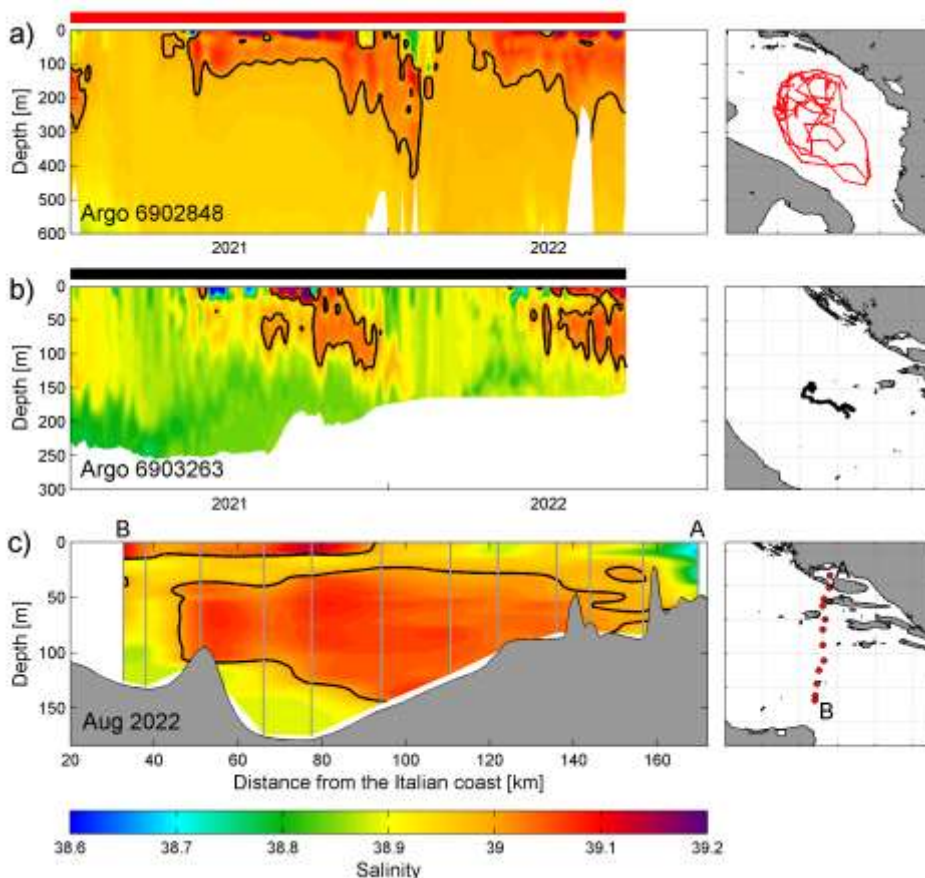 a)
0
100
200
300
400
500
600
Depth [m]
Argo 6902848
2021 2022
b)
0
50
100
150
200
250
300
Depth [m]
Argo 6903263
2021 2022
c)
B A
0
50
100
150
Depth [m]
Aug 2022
20 40 60 80 100 120 140 160
Distance from the Italian coast [km]
A
B
38.6 38.7 38.8 38.9 39 39.1 39.2
Salinity